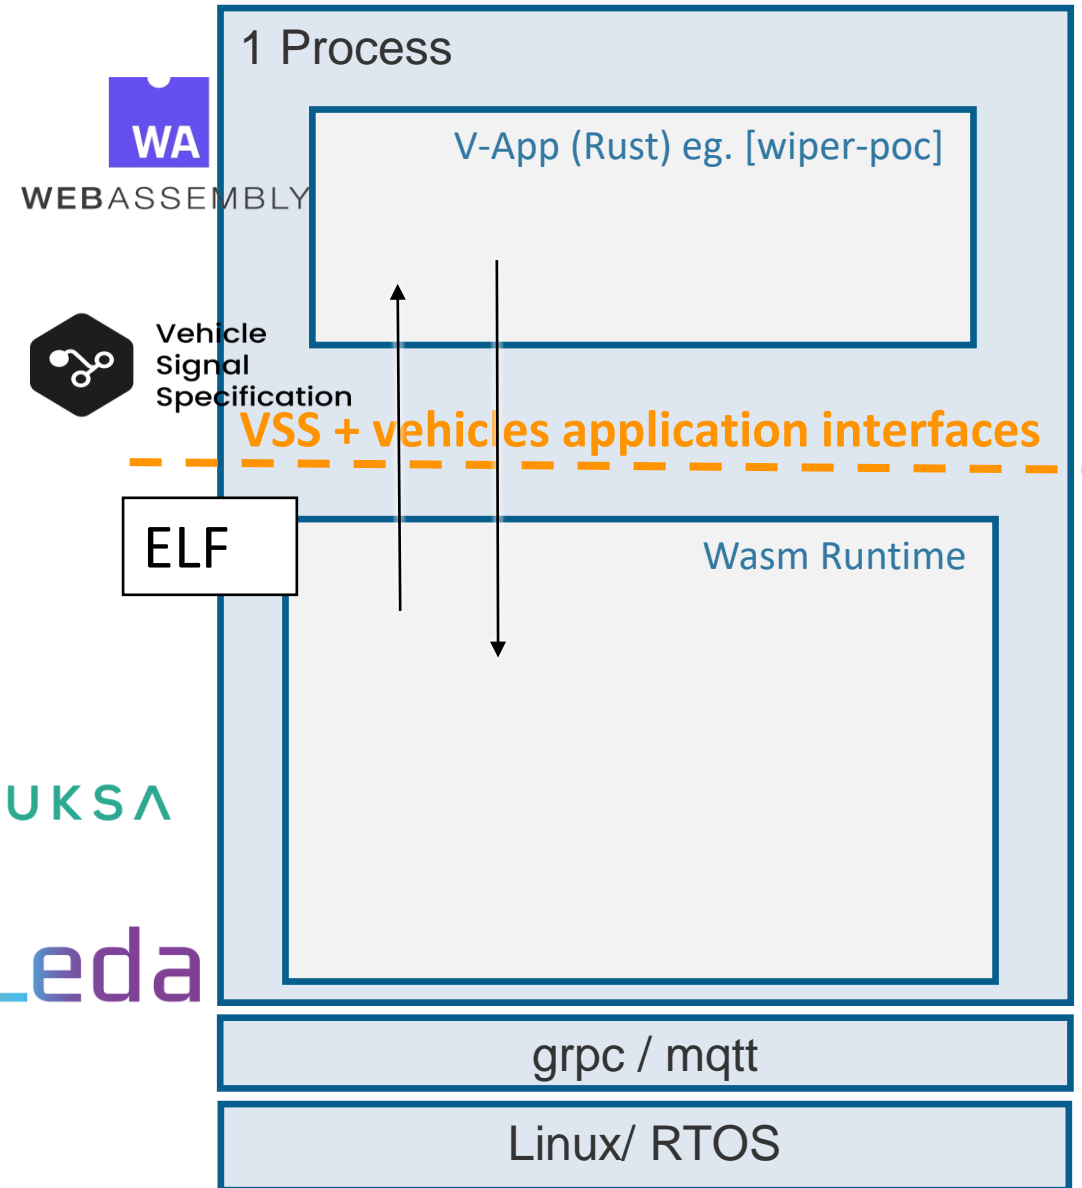 1 Process
WA
WEBASSEMBLY
V-App (Rust) eg. [wiper-poc]
Vehicle
Signal
Specification
VSS + vehicles application interfaces
ELF
Wasm Runtime
UKSA
Leda
grpc / mqtt
Linux/ RTOS